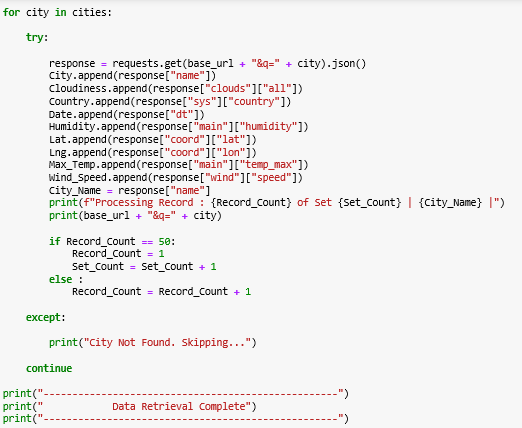 for city in cities:
    try:
        response = requests.get(base_url + "&q=" + city).json()
        City.append(response["name"])
        Cloudiness.append(response["clouds"]["all"])
        Country.append(response["sys"]["country"])
        Date.append(response["dt"])
        Humidity.append(response["main"]["humidity"])
        Lat.append(response["coord"]["lat"])
        Lng.append(response["coord"]["lon"])
        Max_Temp.append(response["main"]["temp_max"])
        Wind_Speed.append(response["wind"]["speed"])
        City_Name = response["name"]
        print(f"Processing Record : {Record_Count} of Set {Set_Count} | {City_Name} |")
        print(base_url + "&q=" + city)
        if Record_Count == 50:
            Record_Count = 1
            Set_Count = Set_Count + 1
        else :
            Record_Count = Record_Count + 1
    except:
        print("City Not Found. Skipping...")
    continue
print("---------------------------------------------------")
print("            Data Retrieval Complete")
print("---------------------------------------------------")